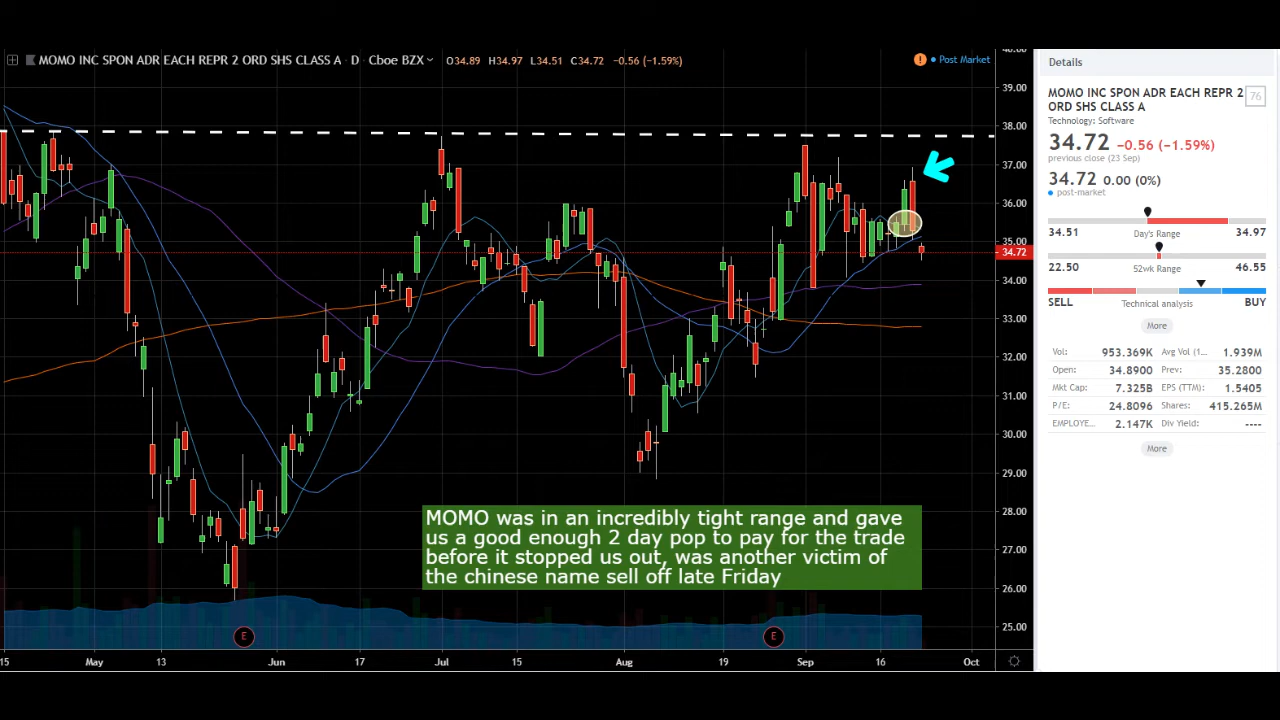 MOMO INC SPON ADR EACH REPR 2 ORD SHS CLASS A · D · Cboe BZX O34.89 H34.97 L34.51 C34.72 −0.56 (−1.59%)
! Post Market
39.00
38.00
37.00
36.00
35.00
34.72
34.00
33.00
32.00
31.00
30.00
29.00
28.00
27.00
26.00
25.00
MOMO was in an incredibly tight range and gave
us a good enough 2 day pop to pay for the trade
before it stopped us out, was another victim of
the chinese name sell off late Friday
E E
15 May 13 Jun 17 Jul 15 Aug 19 Sep 16 Oct
Details
MOMO INC SPON ADR EACH REPR 2
ORD SHS CLASS A
76
Technology: Software
34.72 −0.56 (−1.59%)
previous close (23 Sep)
34.72 0.00 (0%)
post-market
34.51 Day's Range 34.97
22.50 52wk Range 46.55
SELL Technical analysis BUY
More
Vol: 953.369K Avg Vol (1... 1.939M
Open: 34.8900 Prev: 35.2800
Mkt Cap: 7.325B EPS (TTM): 1.5405
P/E: 24.8096 Shares: 415.265M
EMPLOYE... 2.147K Div Yield: ----
More